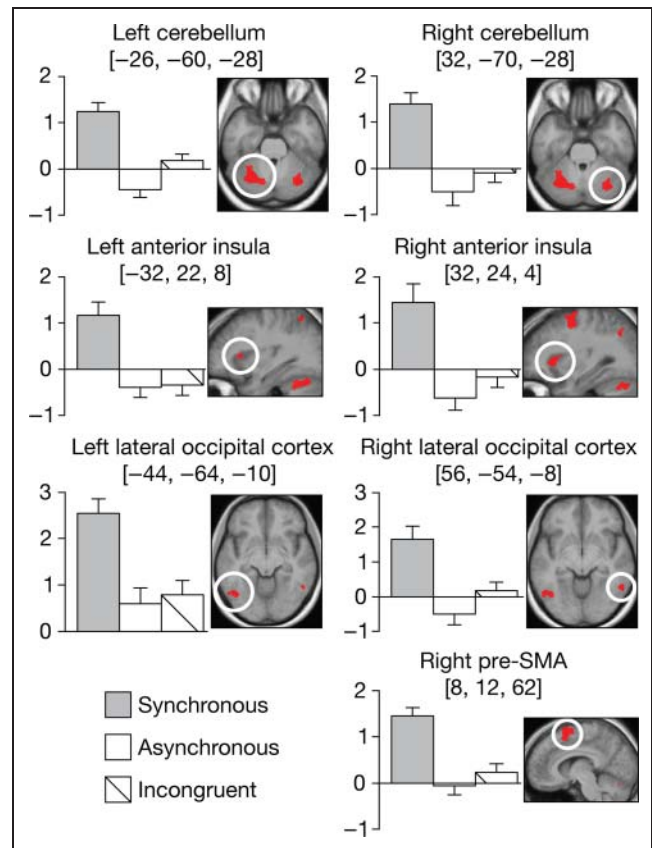 Left cerebellum
[−26, −60, −28]
2
1
0
−1
Right cerebellum
[32, −70, −28]
2
1
0
−1
Left anterior insula
[−32, 22, 8]
2
1
0
−1
Right anterior insula
[32, 24, 4]
2
1
0
−1
Left lateral occipital cortex
[−44, −64, −10]
3
2
1
0
Right lateral occipital cortex
[56, −54, −8]
3
2
1
0
−1
Synchronous
Asynchronous
Incongruent
Right pre-SMA
[8, 12, 62]
2
1
0
−1